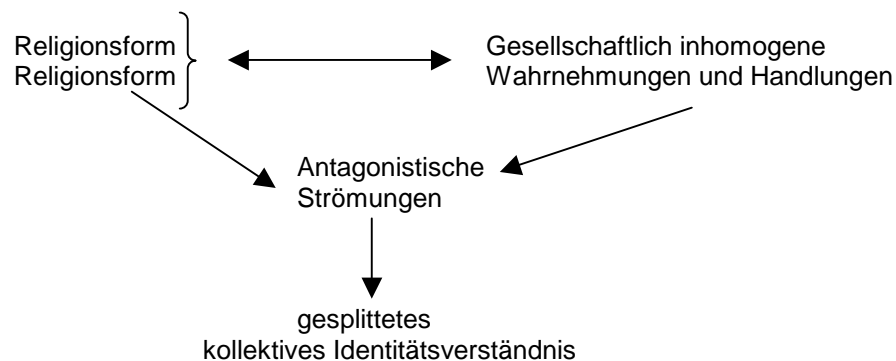 Religionsform
Religionsform
Gesellschaftlich inhomogene
Wahrnehmungen und Handlungen
Antagonistische
Strömungen
gesplittetes
kollektives Identitätsverständnis